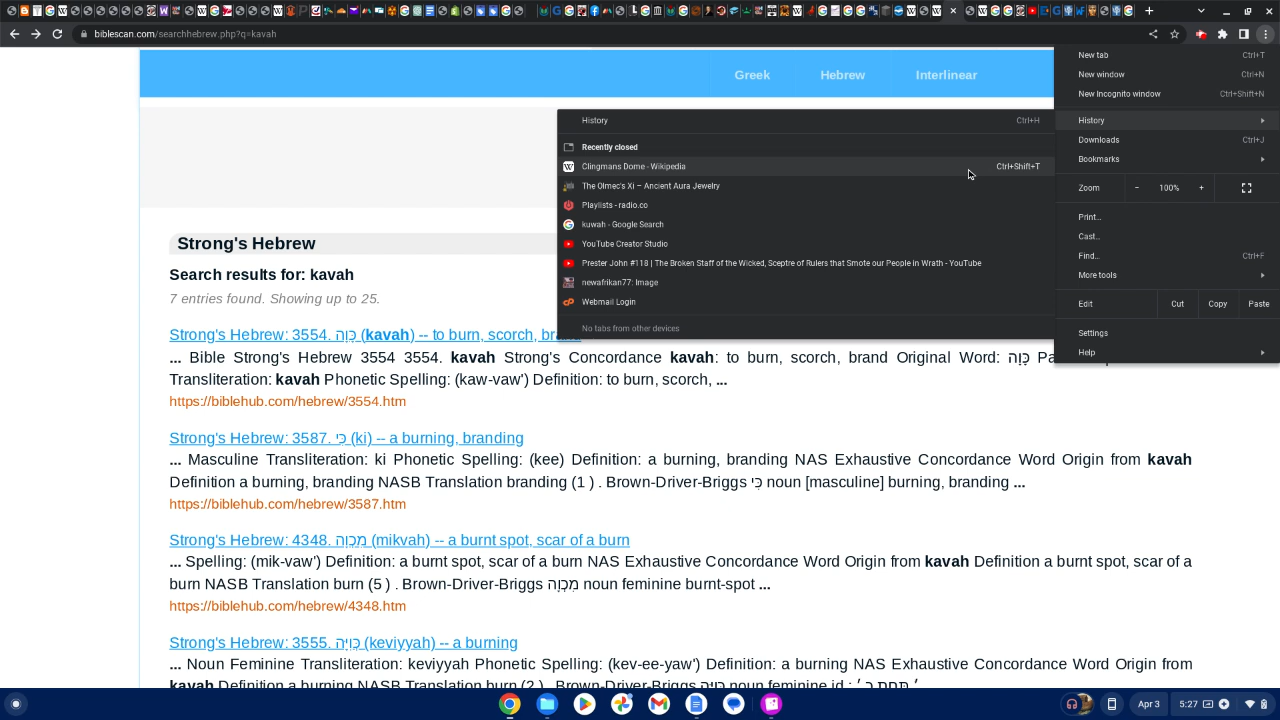 biblescan.com/searchhebrew.php?q=kavah
Greek
Hebrew
Interlinear
New tab Ctrl+T
New window Ctrl+N
New Incognito window Ctrl+Shift+N
History
Downloads Ctrl+J
Bookmarks
Zoom − 100% +
Print...
Cast...
Find... Ctrl+F
More tools
Edit Cut Copy Paste
Settings
Help
History Ctrl+H
Recently closed
Clingmans Dome - Wikipedia Ctrl+Shift+T
The Olmec's Xi – Ancient Aura Jewelry
Playlists - radio.co
kuwah - Google Search
YouTube Creator Studio
Prester John #118 | The Broken Staff of the Wicked, Sceptre of Rulers that Smote our People in Wrath - YouTube
newafrikan77: Image
Webmail Login
No tabs from other devices
Strong's Hebrew
Search results for: kavah
7 entries found. Showing up to 25.
Strong's Hebrew: 3554. כָּוָה (kavah) -- to burn, scorch,
... Bible Strong's Hebrew 3554 3554. kavah Strong's Concordance kavah: to burn, scorch, brand Original Word: כָּוָה
Transliteration: kavah Phonetic Spelling: (kaw-vaw') Definition: to burn, scorch, ...
https://biblehub.com/hebrew/3554.htm
Strong's Hebrew: 3587. כִּי (ki) -- a burning, branding
... Masculine Transliteration: ki Phonetic Spelling: (kee) Definition: a burning, branding NAS Exhaustive Concordance Word Origin from kavah
Definition a burning, branding NASB Translation branding (1 ) . Brown-Driver-Briggs כִּי noun [masculine] burning, branding ...
https://biblehub.com/hebrew/3587.htm
Strong's Hebrew: 4348. מִכְוָה (mikvah) -- a burnt spot, scar of a burn
... Spelling: (mik-vaw') Definition: a burnt spot, scar of a burn NAS Exhaustive Concordance Word Origin from kavah Definition a burnt spot, scar of a
burn NASB Translation burn (5 ) . Brown-Driver-Briggs מִכְוָה noun feminine burnt-spot ...
https://biblehub.com/hebrew/4348.htm
Strong's Hebrew: 3555. כְּוִיָּה (keviyyah) -- a burning
... Noun Feminine Transliteration: keviyyah Phonetic Spelling: (kev-ee-yaw') Definition: a burning NAS Exhaustive Concordance Word Origin from
kavah Definition a burning NASB Translation burn (2 ) . Brown-Driver-Briggs כְּוִיָּה noun feminine id.;
Apr 3
5:27